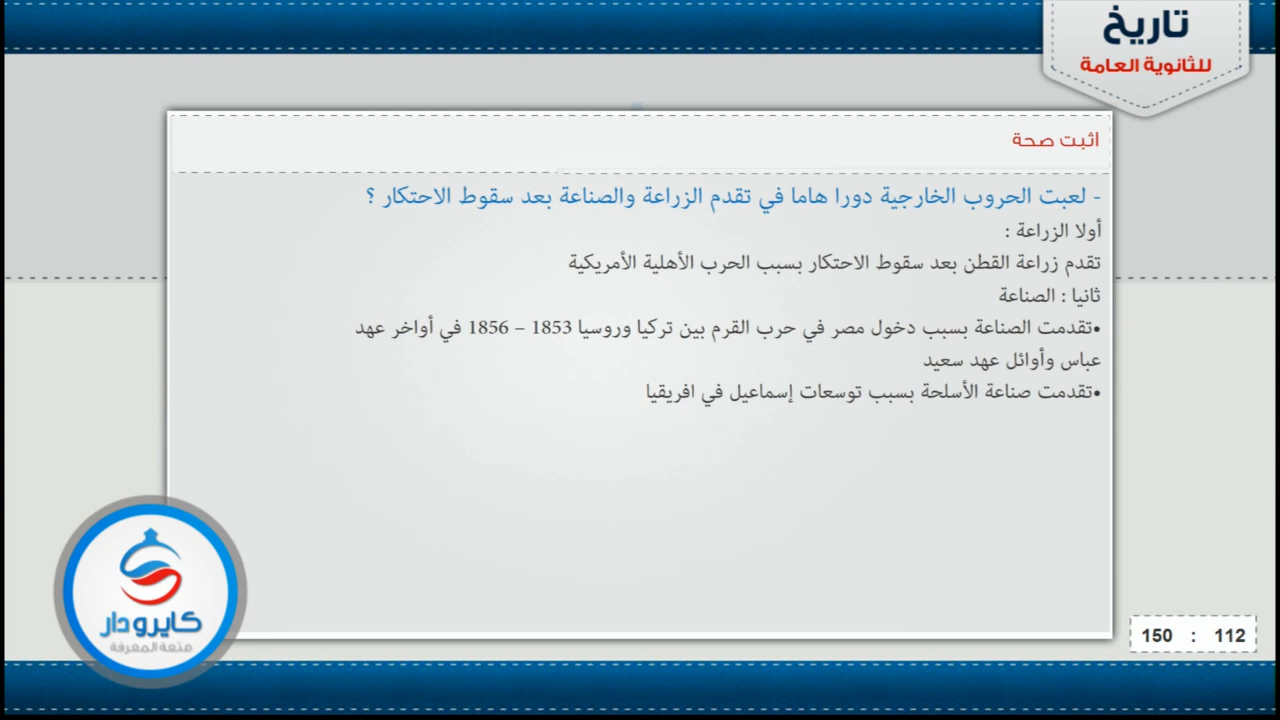 تاريخ
للثانوية العامة
اثبت صحة
- لعبت الحروب الخارجية دورا هاما في تقدم الزراعة والصناعة بعد سقوط الاحتكار ؟
أولا الزراعة :
تقدم زراعة القطن بعد سقوط الاحتكار بسبب الحرب الأهلية الأمريكية
ثانيا : الصناعة
•تقدمت الصناعة بسبب دخول مصر في حرب القرم بين تركيا وروسيا 1853 – 1856 في أواخر عهد
عباس وأوائل عهد سعيد
•تقدمت صناعة الأسلحة بسبب توسعات إسماعيل في افريقيا
كايرودار
متعة المعرفة
150 : 112